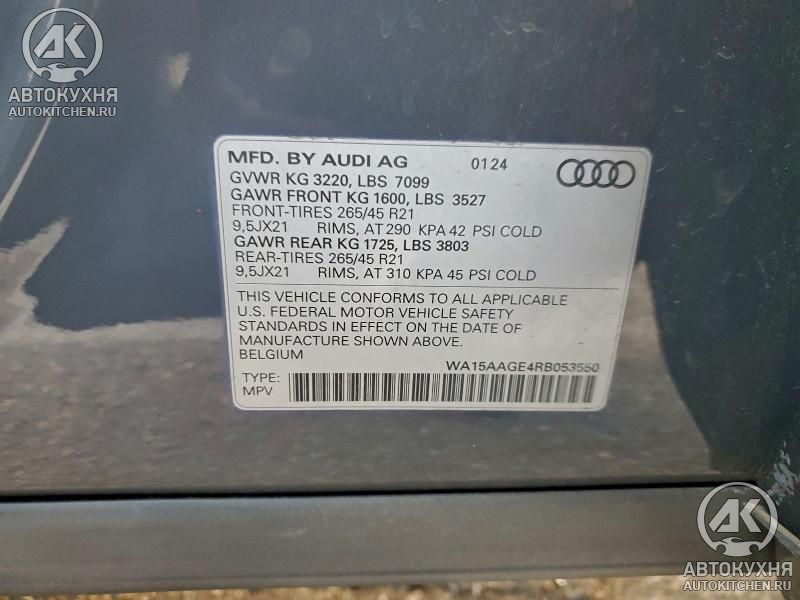 АК
АВТОКУХНЯ
AUTOKITCHEN.RU
MFD. BY AUDI AG 01 24
GVWR KG 3220, LBS 7099
GAWR FRONT KG 1600, LBS 3527
FRONT-TIRES 265/45 R21
9,5JX21 RIMS, AT 290 KPA 42 PSI COLD
GAWR REAR KG 1725, LBS 3803
REAR-TIRES 265/45 R21
9,5JX21 RIMS, AT 310 KPA 45 PSI COLD
THIS VEHICLE CONFORMS TO ALL APPLICABLE
U.S. FEDERAL MOTOR VEHICLE SAFETY
STANDARDS IN EFFECT ON THE DATE OF
MANUFACTURE SHOWN ABOVE.
BELGIUM WA15AAGE4RB053550
TYPE:
MPV
АК
АВТОКУХНЯ
AUTOKITCHEN.RU